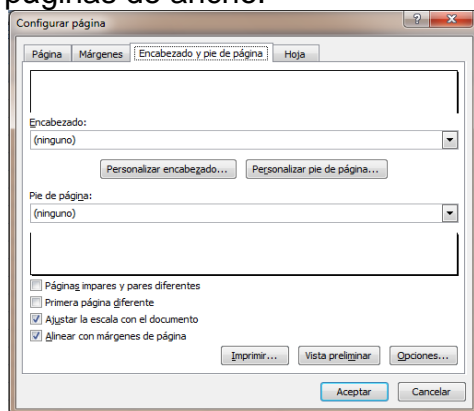 páginas de ancho.
Configurar página
Página Márgenes Encabezado y pie de página Hoja
Encabezado:
(ninguno)
Personalizar encabezado... Personalizar pie de página...
Pie de página:
(ninguno)
Páginas impares y pares diferentes
Primera página diferente
Ajustar la escala con el documento
Alinear con márgenes de página
Imprimir... Vista preliminar Opciones...
Aceptar Cancelar